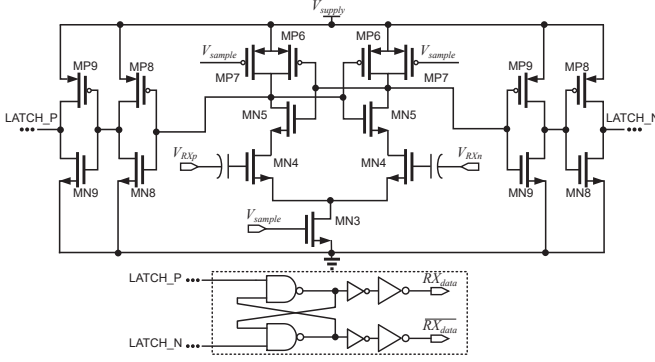 V_supply
MP6 MP6
MP9 MP8 V_sample V_sample MP9 MP8
MP7 MP7
LATCH_P MN5 MN5 LATCH_N
V_RXp MN4 MN4 V_RXn
MN9 MN8 MN9 MN8
V_sample MN3
LATCH_P RX_data
LATCH_N RX_data